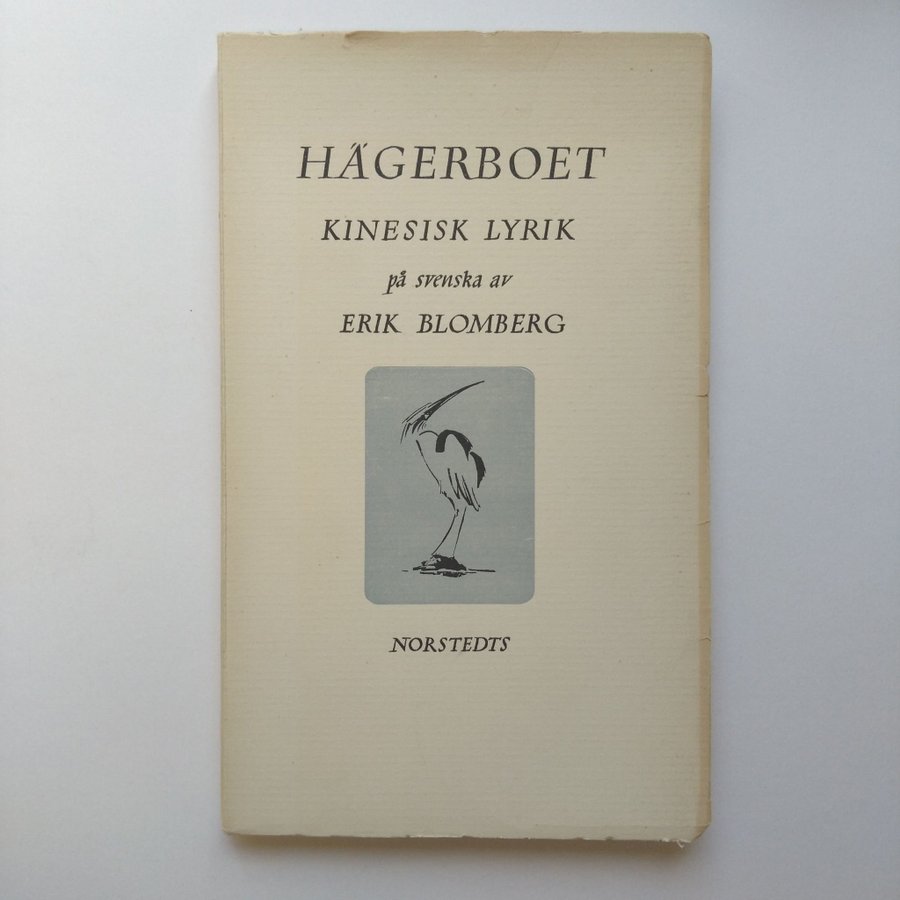 HÄGERBOET
KINESISK LYRIK
på svenska av
ERIK BLOMBERG
NORSTEDTS